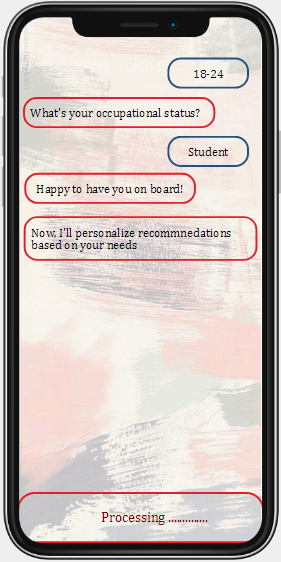 18-24
What's your occupational status?
Student
Happy to have you on board!
Now, I'll personalize recommnedations
based on your needs
Processing ..............